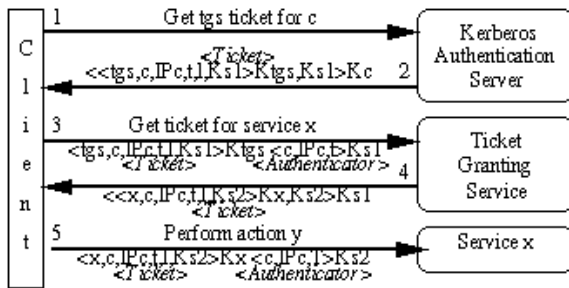 Client
1 Get tgs ticket for c
<Ticket>
<<tgs,c,IPc,t,l,Ks1>Ktgs,Ks1>Kc 2
Kerberos
Authentication
Server
3 Get ticket for service x
<tgs,c,IPc,t,l,Ks1>Ktgs <c,IPc,t>Ks1
<Ticket> <Authenticator>
4
<<x,c,IPc,t,l,Ks2>Kx,Ks2>Ks1
<Ticket>
Ticket
Granting
Service
5 Perform action y
<x,c,IPc,t,l,Ks2>Kx <c,IPc,T>Ks2
<Ticket> <Authenticator>
Service x